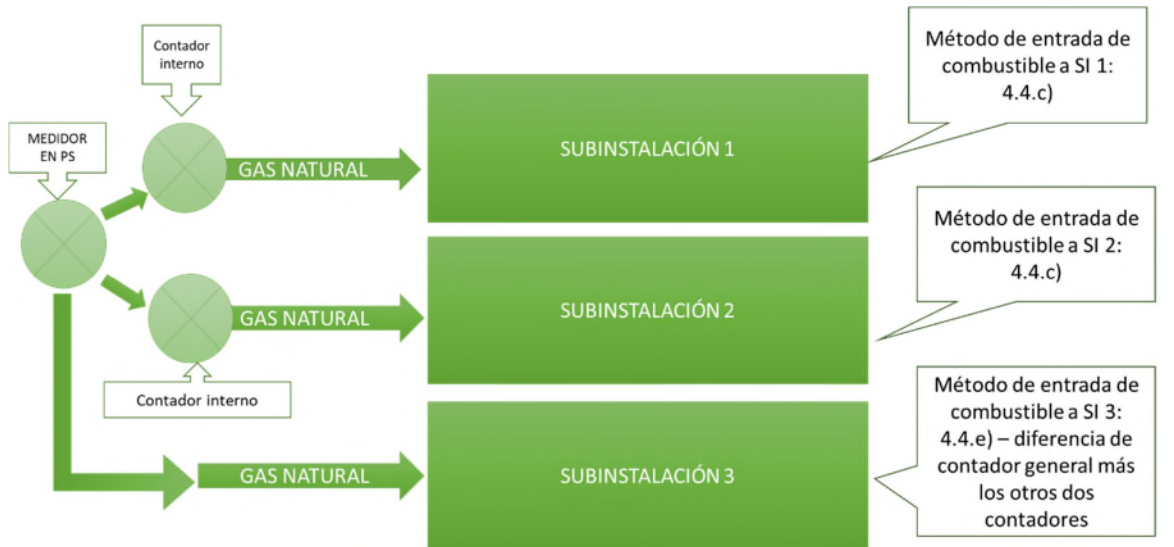 Contador
interno
MEDIDOR
EN PS
GAS NATURAL
SUBINSTALACIÓN 1
Método de entrada de
combustible a SI 1:
4.4.c)
Contador interno
GAS NATURAL
SUBINSTALACIÓN 2
Método de entrada de
combustible a SI 2:
4.4.c)
GAS NATURAL
SUBINSTALACIÓN 3
Método de entrada de
combustible a SI 3:
4.4.e) – diferencia de
contador general más
los otros dos
contadores